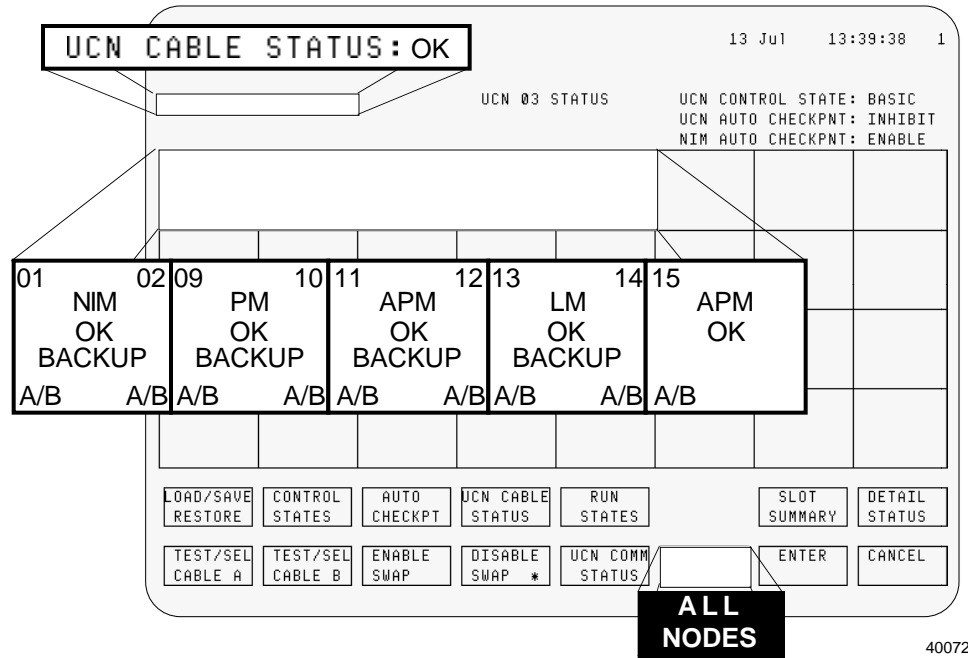 UCN CABLE STATUS: OK
13 Jul 13:39:38 1
UCN 03 STATUS
UCN CONTROL STATE: BASIC
UCN AUTO CHECKPNT: INHIBIT
NIM AUTO CHECKPNT: ENABLE
01 02
NIM
OK
BACKUP
A/B A/B
09 10
PM
OK
BACKUP
A/B A/B
11 12
APM
OK
BACKUP
A/B A/B
13 14
LM
OK
BACKUP
A/B A/B
15
APM
OK
A/B
LOAD/SAVE
RESTORE
CONTROL
STATES
AUTO
CHECKPT
UCN CABLE
STATUS
RUN
STATES
SLOT
SUMMARY
DETAIL
STATUS
TEST/SEL
CABLE A
TEST/SEL
CABLE B
ENABLE
SWAP
DISABLE
SWAP *
UCN COMM
STATUS
ENTER
CANCEL
ALL
NODES
40072